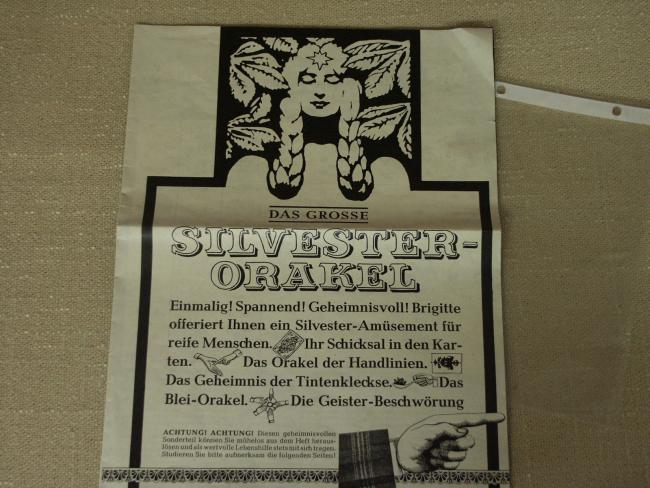 DAS GROSSE
SILVESTER-
ORAKEL
Einmalig! Spannend! Geheimnisvoll! Brigitte
offeriert Ihnen ein Silvester-Amüsement für
reife Menschen. Ihr Schicksal in den Kar-
ten. Das Orakel der Handlinien.
Das Geheimnis der Tintenkleckse. Das
Blei-Orakel. Die Geister-Beschwörung
ACHTUNG! ACHTUNG! Diesen geheimnisvollen
Sonderteil können Sie mühelos aus dem Heft heraus-
lösen und als wertvolle Lebenshilfe stets mit sich tragen.
Studieren Sie bitte aufmerksam die folgenden Seiten!